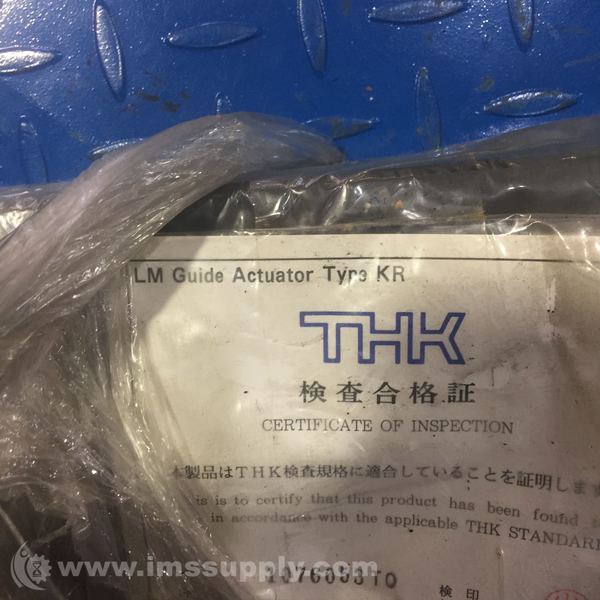 LM Guide Actuator Type KR
THK
検査合格証
CERTIFICATE OF INSPECTION
本製品はTHK検査規格に適合していることを証明しま
is is to certify that this product has been found
in accordance with the applicable THK STANDAR
検印
www.imssupply.com